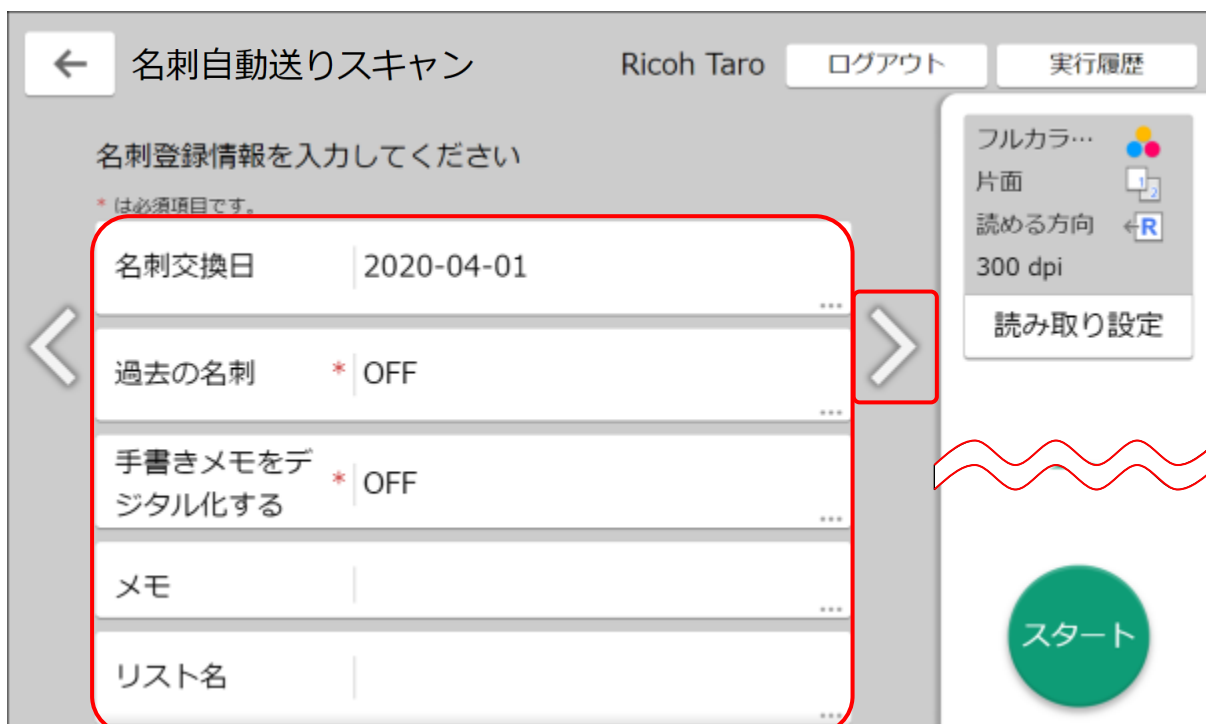 ← 名刺自動送りスキャン Ricoh Taro ログアウト 実行履歴
名刺登録情報を入力してください
* は必須項目です。
名刺交換日 2020-04-01
...
過去の名刺 * OFF
...
手書きメモをデ
ジタル化する * OFF
...
メモ
...
リスト名
...
フルカラ…
片面 1 2
読める方向 ←R
300 dpi
読み取り設定
スタート